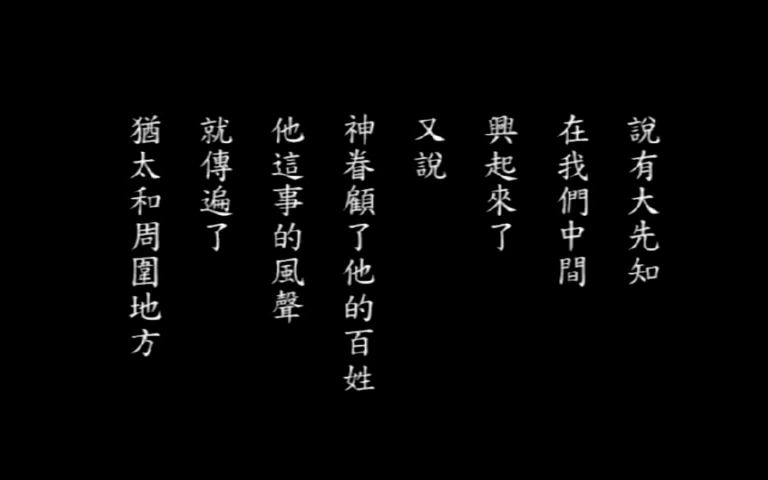 說有大先知
在我們中間
興起來了
又說
神眷顧了他的百姓
他這事的風聲
就傳遍了
猶太和周圍地方